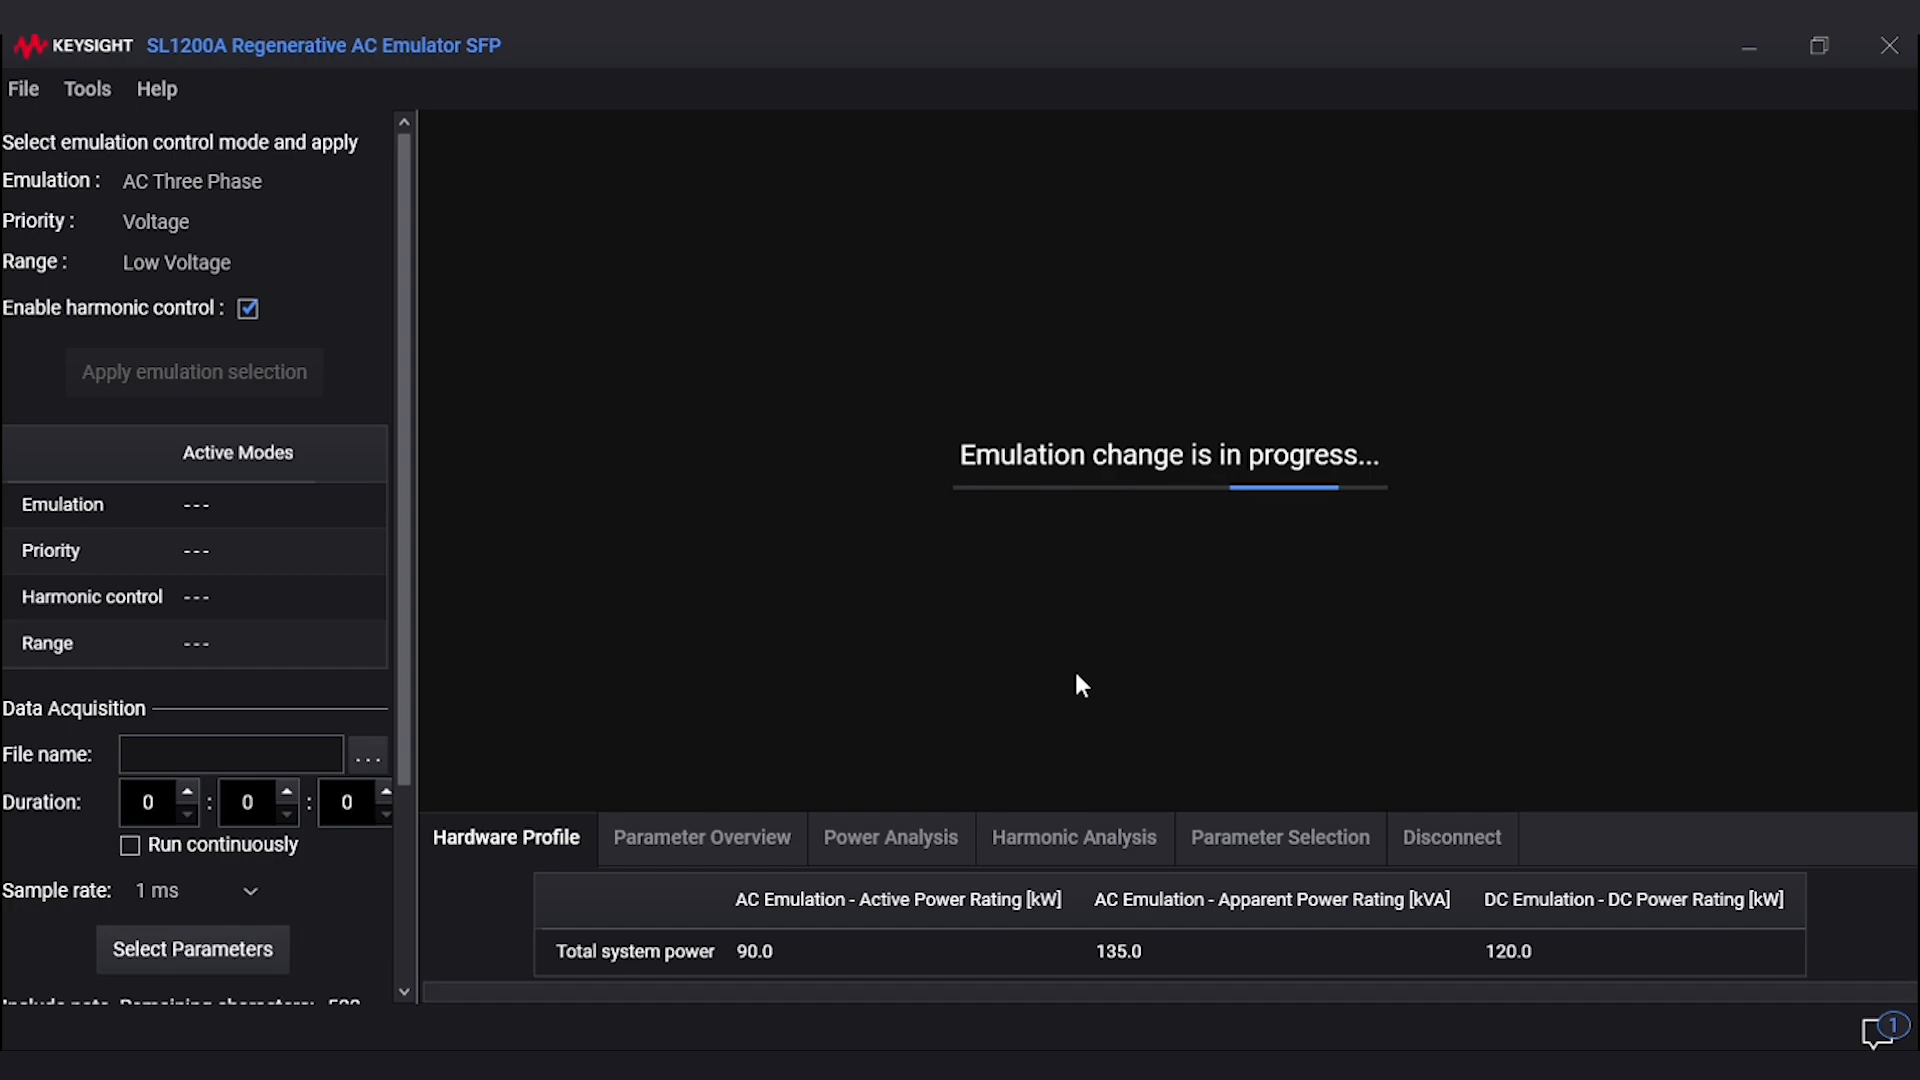 KEYSIGHT SL1200A Regenerative AC Emulator SFP
File Tools Help
Select emulation control mode and apply
Emulation : AC Three Phase
Priority : Voltage
Range : Low Voltage
Enable harmonic control :
Apply emulation selection
Active Modes
Emulation ---
Priority ---
Harmonic control ---
Range ---
Data Acquisition
File name: ...
Duration: 0 : 0 : 0
Run continuously
Sample rate: 1 ms
Select Parameters
Emulation change is in progress...
Hardware Profile Parameter Overview Power Analysis Harmonic Analysis Parameter Selection Disconnect
AC Emulation - Active Power Rating [kW] AC Emulation - Apparent Power Rating [kVA] DC Emulation - DC Power Rating [kW]
Total system power 90.0 135.0 120.0
1